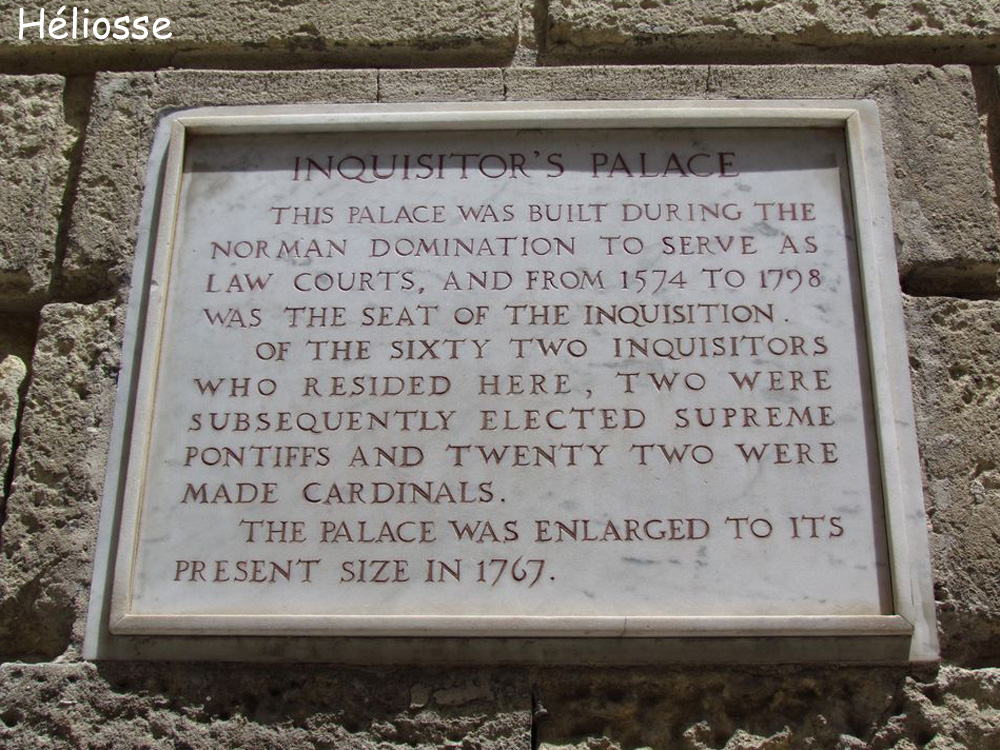 Héliosse
INQUISITOR'S PALACE
THIS PALACE WAS BUILT DURING THE
NORMAN DOMINATION TO SERVE AS
LAW COURTS, AND FROM 1574 TO 1798
WAS THE SEAT OF THE INQUISITION.
OF THE SIXTY TWO INQUISITORS
WHO RESIDED HERE, TWO WERE
SUBSEQUENTLY ELECTED SUPREME
PONTIFFS AND TWENTY TWO WERE
MADE CARDINALS.
THE PALACE WAS ENLARGED TO ITS
PRESENT SIZE IN 1767.